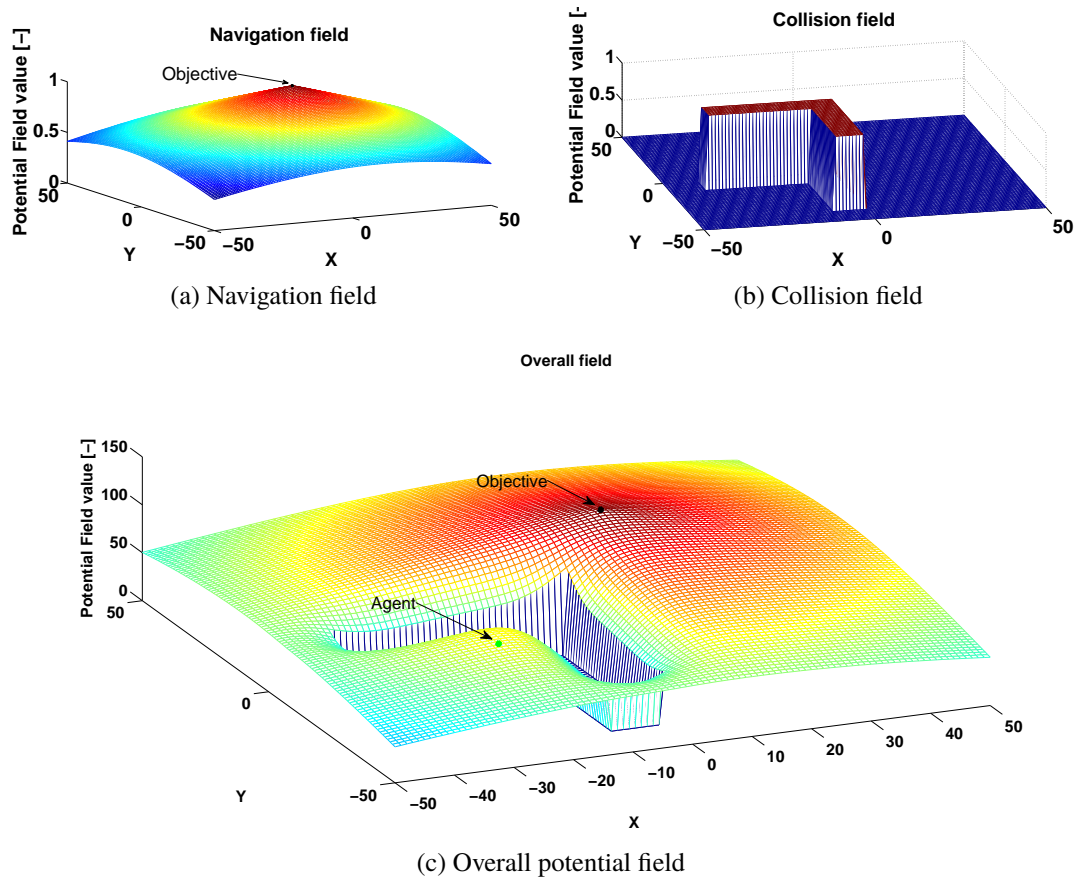 Navigation field
Objective
Potential Field value [−]
1
0.5
0
50
0
−50
Y
−50
0
50
X
(a) Navigation field
Collision field
Potential Field value [-
1
0.5
0
50
0
−50
Y
−50
0
50
X
(b) Collision field
Overall field
Potential Field value [−]
150
100
50
0
50
0
−50
Y
Objective
Agent
−50
−40
−30
−20
−10
0
10
20
30
40
50
X
(c) Overall potential field